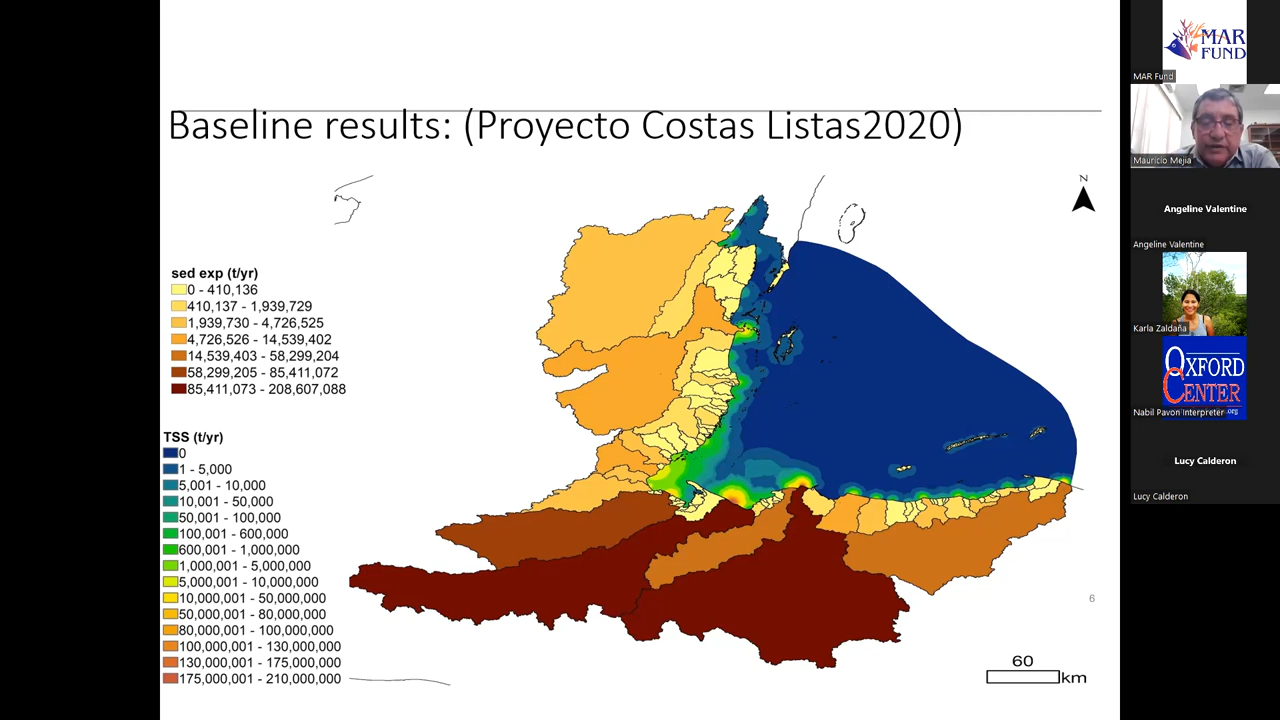 Baseline results: (Proyecto Costas Listas2020)
N
sed exp (t/yr)
0 - 410,136
410,137 - 1,939,729
1,939,730 - 4,726,525
4,726,526 - 14,539,402
14,539,403 - 58,299,204
58,299,205 - 85,411,072
85,411,073 - 208,607,088
TSS (t/yr)
0
1 - 5,000
5,001 - 10,000
10,001 - 50,000
50,001 - 100,000
100,001 - 600,000
600,001 - 1,000,000
1,000,001 - 5,000,000
5,000,001 - 10,000,000
10,000,001 - 50,000,000
50,000,001 - 80,000,000
80,000,001 - 100,000,000
100,000,001 - 130,000,000
130,000,001 - 175,000,000
175,000,001 - 210,000,000
6
60
km
MAR
FUND
MAR Fund
Mauricio Mejia
Angeline Valentine
Angeline Valentine
Karla Zaldaña
OXFORD
CENTER
.org
Nabil Pavon Interpreter
Lucy Calderon
Lucy Calderon